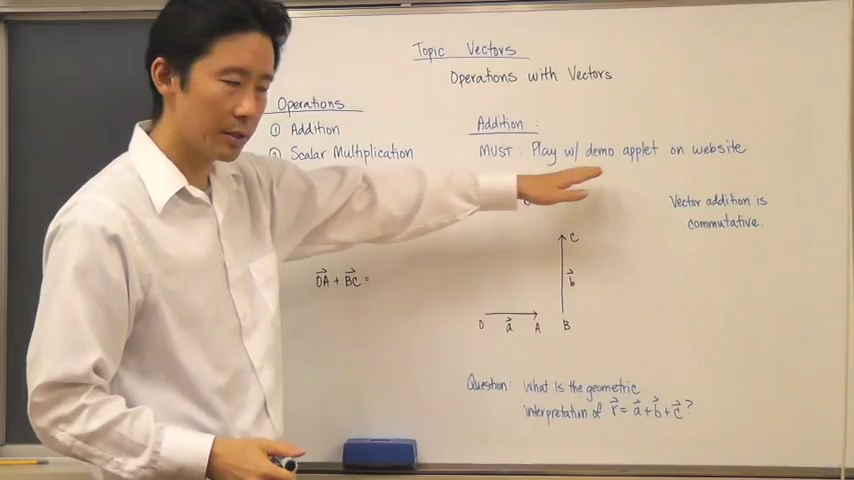 Topic Vectors
Operations with Vectors
Operations
① Addition
② Scalar Multiplication
Addition :
MUST : Play w/ demo applet on website
Vector addition is
commutative.
C
b
O a A B
OA + BC =
Question: What is the geometric
interpretation of r = a + b + c ?